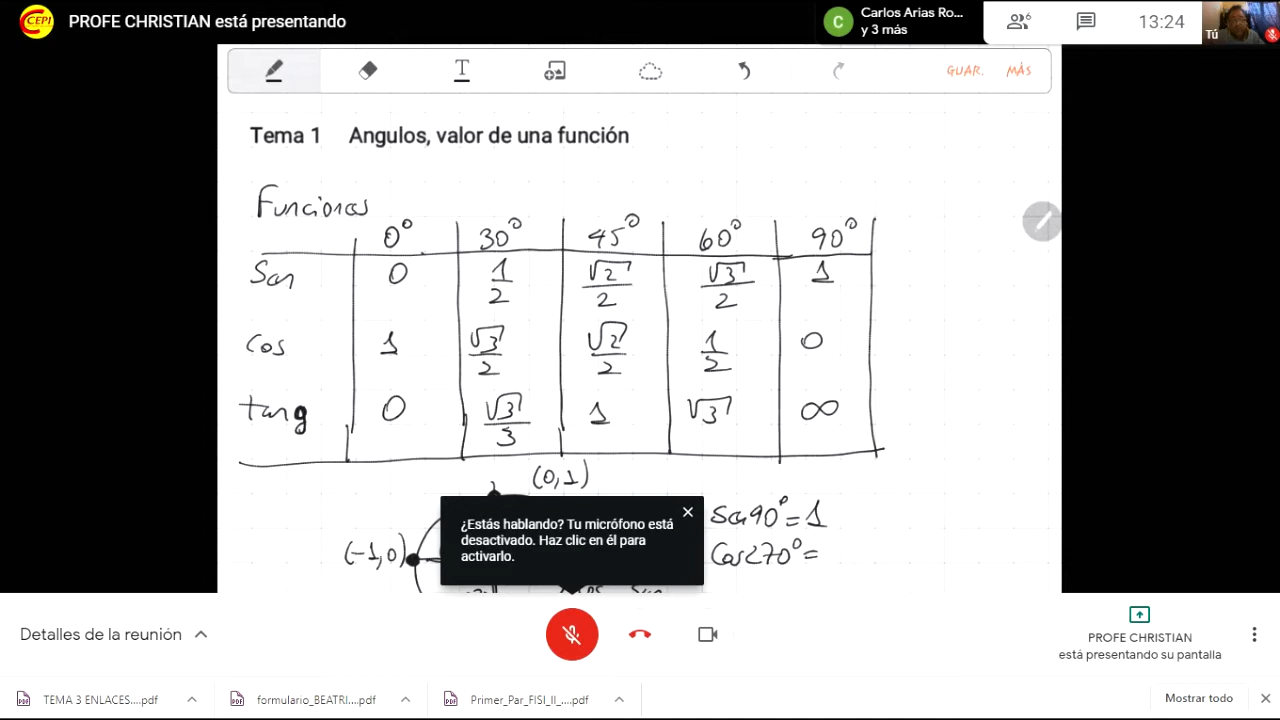 CEPI PROFE CHRISTIAN está presentando
Carlos Arias Ro...
y 3 más
6
13:24
Tú
T
GUAR. MÁS
Tema 1 Angulos, valor de una función
Funciones
0° 30° 45° 60° 90°
Sen 0 1/2 √2/2 √3/2 1
Cos 1 √3/2 √2/2 1/2 0
tang 0 √3/3 1 √3 ∞
(0,1)
Sen90°=1
(-1,0)
Cos270°=
¿Estás hablando? Tu micrófono está
desactivado. Haz clic en él para
activarlo.
Detalles de la reunión
PROFE CHRISTIAN
está presentando su pantalla
TEMA 3 ENLACES....pdf
formulario_BEATRI....pdf
Primer_Par_FISI_II_....pdf
Mostrar todo